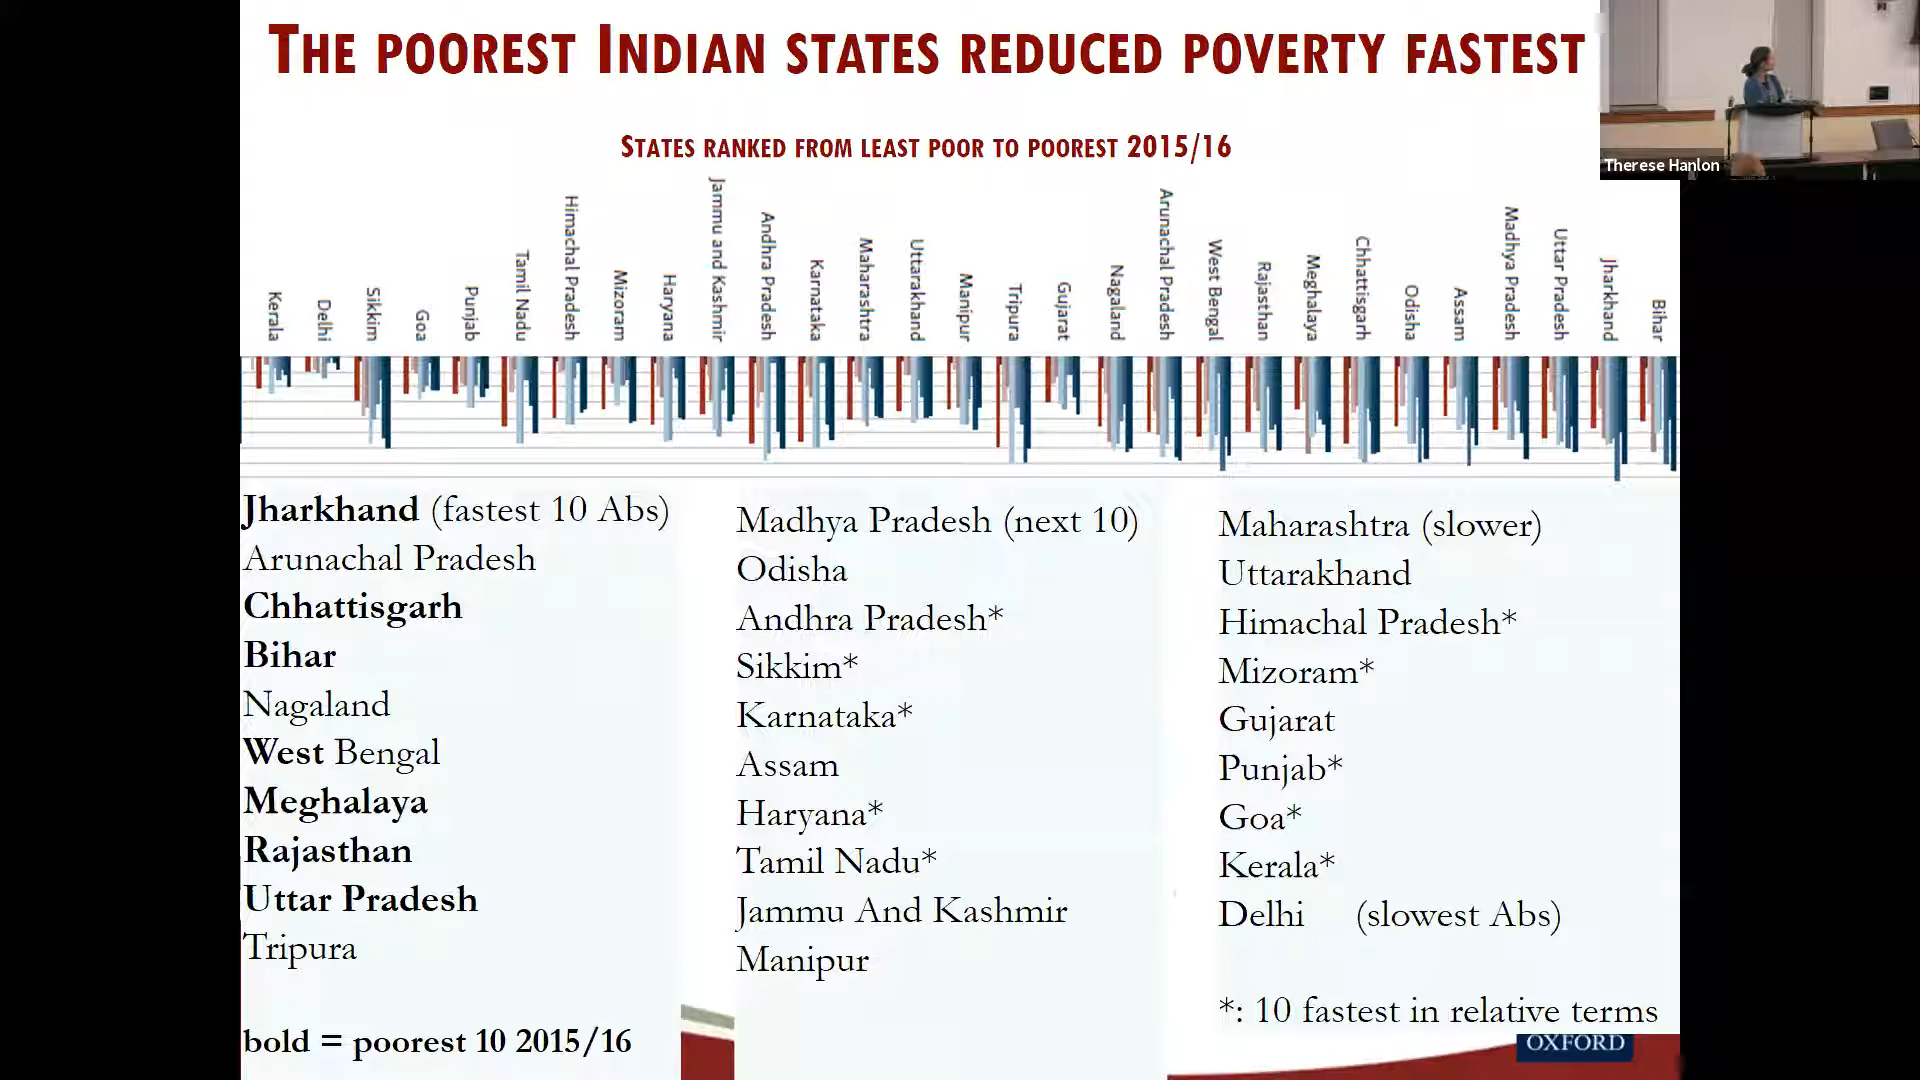 THE POOREST INDIAN STATES REDUCED POVERTY FASTEST
Therese Hanlon
STATES RANKED FROM LEAST POOR TO POOREST 2015/16
Kerala
Delhi
Sikkim
Goa
Punjab
Tamil Nadu
Himachal Pradesh
Mizoram
Haryana
Jammu and Kashmir
Andhra Pradesh
Karnataka
Maharashtra
Uttarakhand
Manipur
Tripura
Gujarat
Nagaland
Arunachal Pradesh
West Bengal
Rajasthan
Meghalaya
Chhattisgarh
Odisha
Assam
Madhya Pradesh
Uttar Pradesh
Jharkhand
Bihar
Jharkhand (fastest 10 Abs)
Arunachal Pradesh
Chhattisgarh
Bihar
Nagaland
West Bengal
Meghalaya
Rajasthan
Uttar Pradesh
Tripura
bold = poorest 10 2015/16
Madhya Pradesh (next 10)
Odisha
Andhra Pradesh*
Sikkim*
Karnataka*
Assam
Haryana*
Tamil Nadu*
Jammu And Kashmir
Manipur
Maharashtra (slower)
Uttarakhand
Himachal Pradesh*
Mizoram*
Gujarat
Punjab*
Goa*
Kerala*
Delhi (slowest Abs)
*: 10 fastest in relative terms
OXFORD